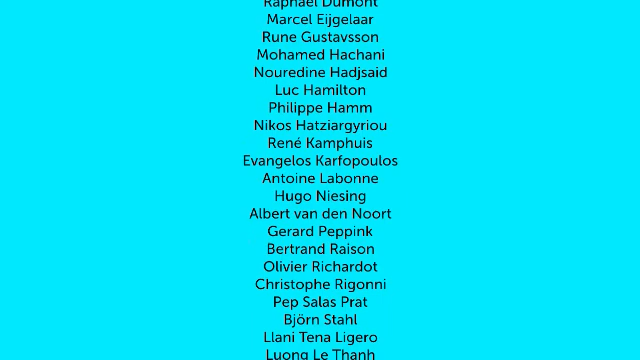 Raphael Dumont
Marcel Eijgelaar
Rune Gustavsson
Mohamed Hachani
Nouredine Hadjsaid
Luc Hamilton
Philippe Hamm
Nikos Hatziargyriou
René Kamphuis
Evangelos Karfopoulos
Antoine Labonne
Hugo Niesing
Albert van den Noort
Gerard Peppink
Bertrand Raison
Olivier Richardot
Christophe Rigonni
Pep Salas Prat
Björn Stahl
Llani Tena Ligero
Luong Le Thanh